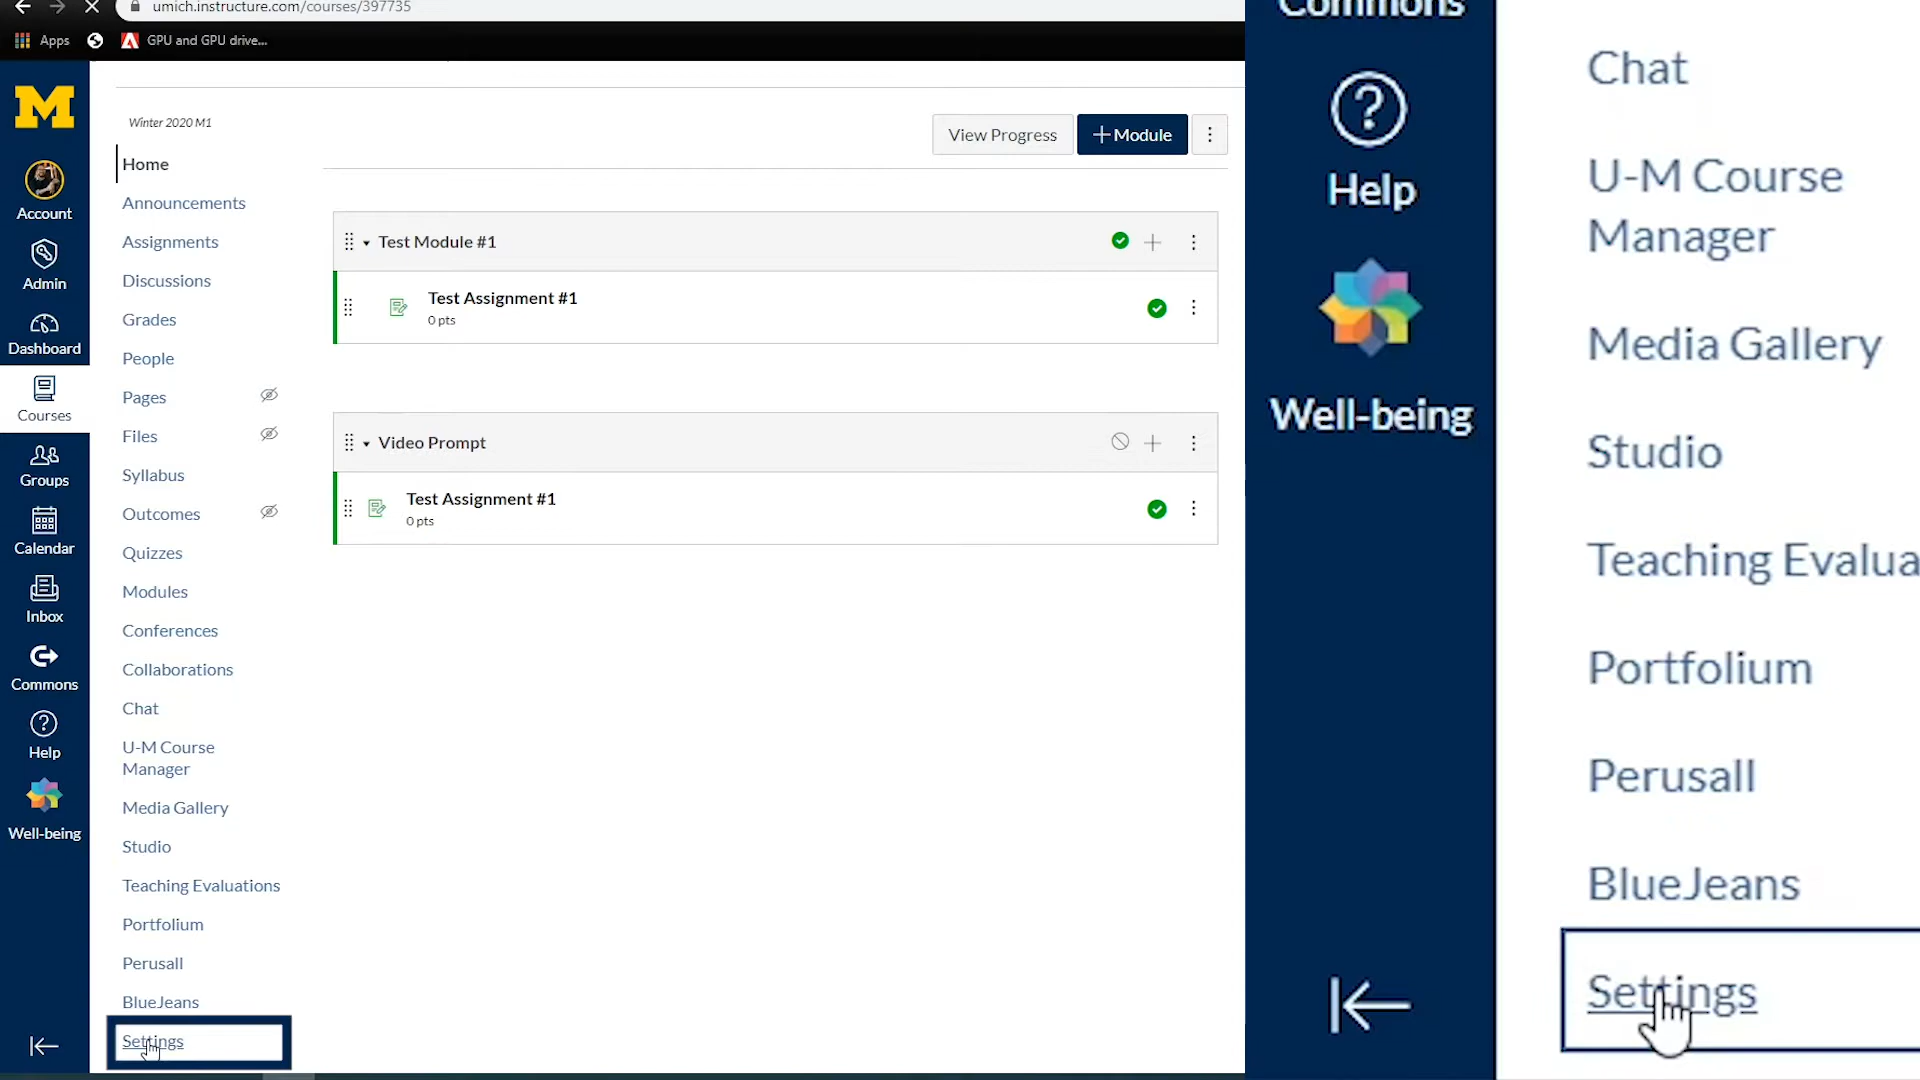 umich.instructure.com/courses/397735
Apps
GPU and GPU drive...
M
Account
Admin
Dashboard
Courses
Groups
Calendar
Inbox
Commons
Help
Well-being
Winter 2020 M1
Home
Announcements
Assignments
Discussions
Grades
People
Pages
Files
Syllabus
Outcomes
Quizzes
Modules
Conferences
Collaborations
Chat
U-M Course
Manager
Media Gallery
Studio
Teaching Evaluations
Portfolium
Perusall
BlueJeans
Settings
View Progress
+ Module
Test Module #1
Test Assignment #1
0 pts
Video Prompt
Test Assignment #1
0 pts
Commons
Help
Well-being
Chat
U-M Course
Manager
Media Gallery
Studio
Teaching Evalua
Portfolium
Perusall
BlueJeans
Settings